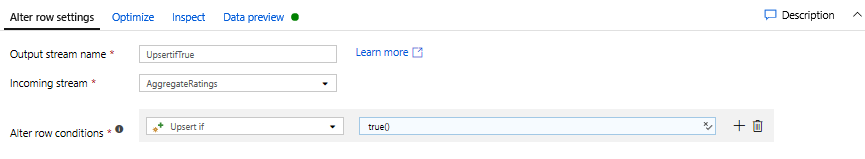 Alter row settings Optimize Inspect Data preview Description
Output stream name * UpsertifTrue Learn more
Incoming stream * AggregateRatings
Alter row conditions * Upsert if true()